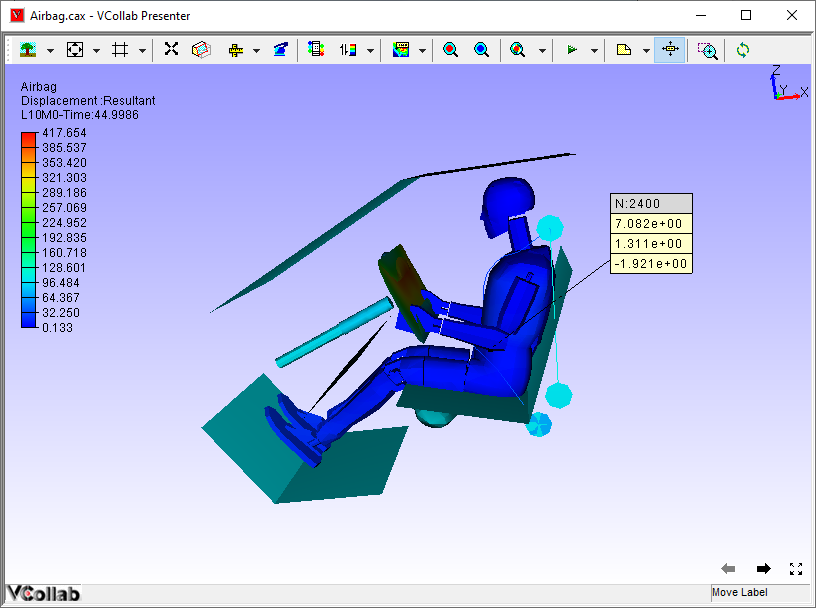 Airbag.cax - VCollab Presenter
Airbag
Displacement :Resultant
L10M0-Time:44.9986
417.654
385.537
353.420
321.303
289.186
257.069
224.952
192.835
160.718
128.601
96.484
64.367
32.250
0.133
Z
Y
X
N:2400
7.082e+00
1.311e+00
-1.921e+00
VCollab
Move Label